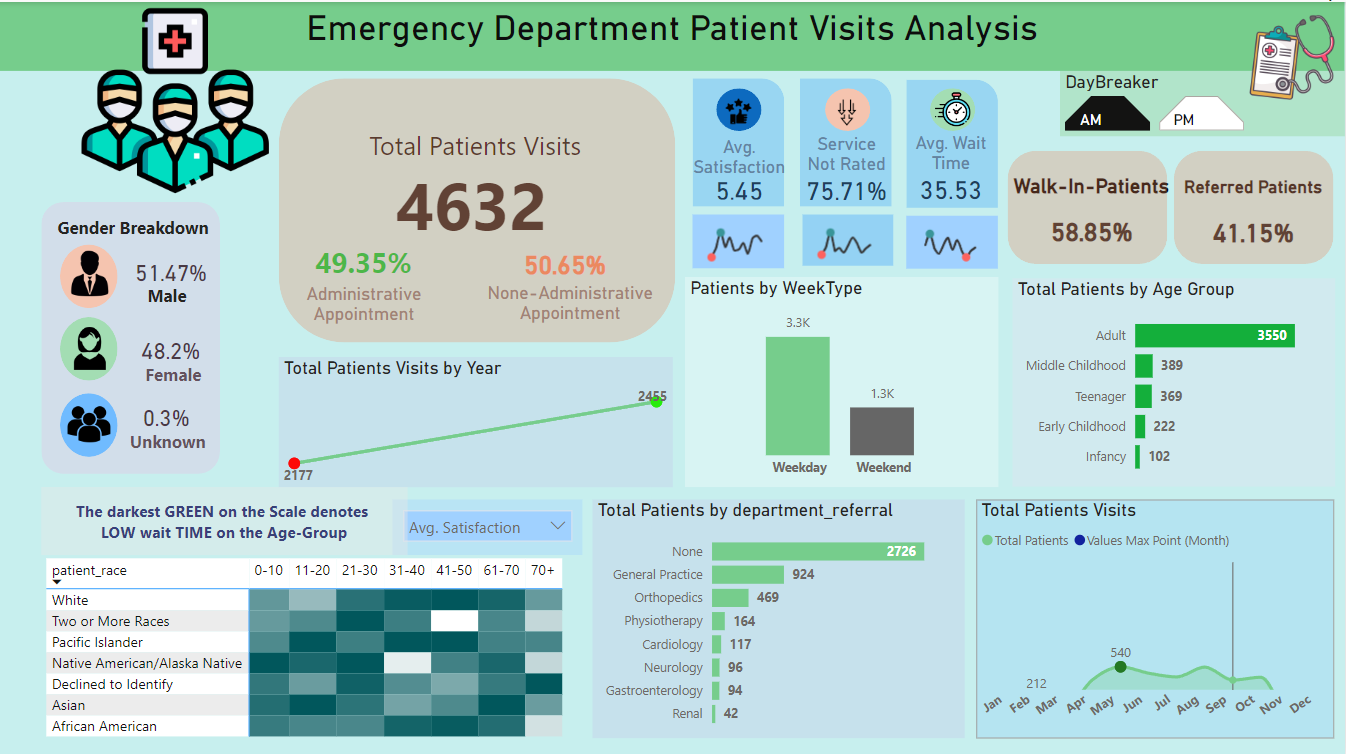 Emergency Department Patient Visits Analysis
DayBreaker
AM
PM
Total Patients Visits
4632
49.35%
Administrative
Appointment
50.65%
None-Administrative
Appointment
Avg.
Satisfaction
5.45
Service
Not Rated
75.71%
Avg. Wait
Time
35.53
Walk-In-Patients
58.85%
Referred Patients
41.15%
Gender Breakdown
51.47%
Male
48.2%
Female
0.3%
Unknown
Total Patients Visits by Year
2177
2455
Patients by WeekType
3.3K
1.3K
Weekday
Weekend
Total Patients by Age Group
Adult 3550
Middle Childhood 389
Teenager 369
Early Childhood 222
Infancy 102
The darkest GREEN on the Scale denotes
LOW wait TIME on the Age-Group
Avg. Satisfaction
patient_race 0-10 11-20 21-30 31-40 41-50 61-70 70+
White
Two or More Races
Pacific Islander
Native American/Alaska Native
Declined to Identify
Asian
African American
Total Patients by department_referral
None 2726
General Practice 924
Orthopedics 469
Physiotherapy 164
Cardiology 117
Neurology 96
Gastroenterology 94
Renal 42
Total Patients Visits
Total Patients Values Max Point (Month)
540
212
Jan Feb Mar Apr May Jun Jul Aug Sep Oct Nov Dec